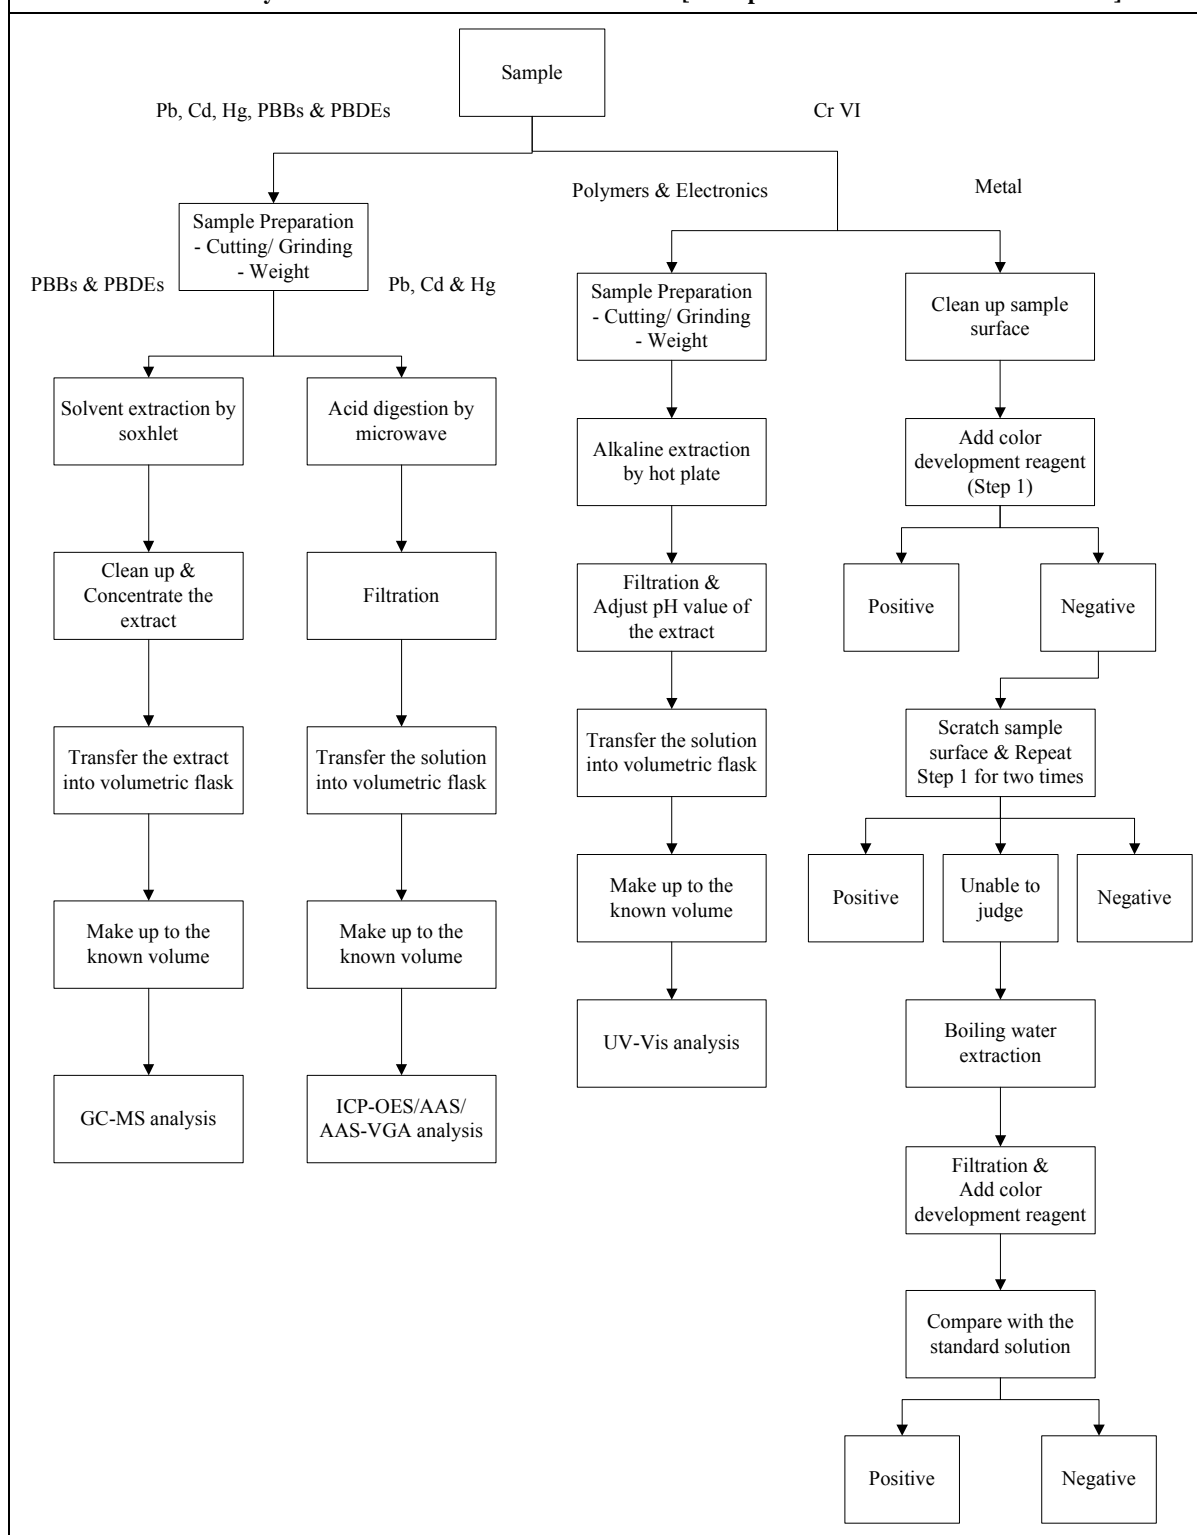 Sample
Pb, Cd, Hg, PBBs & PBDEs
Cr VI
Polymers & Electronics
Metal
Sample Preparation
- Cutting/ Grinding
- Weight
PBBs & PBDEs
Pb, Cd & Hg
Sample Preparation
- Cutting/ Grinding
- Weight
Clean up sample
surface
Solvent extraction by
soxhlet
Acid digestion by
microwave
Alkaline extraction
by hot plate
Add color
development reagent
(Step 1)
Clean up &
Concentrate the
extract
Filtration
Filtration &
Adjust pH value of
the extract
Positive
Negative
Transfer the extract
into volumetric flask
Transfer the solution
into volumetric flask
Transfer the solution
into volumetric flask
Scratch sample
surface & Repeat
Step 1 for two times
Make up to the
known volume
Make up to the
known volume
Make up to the
known volume
Positive
Unable to
judge
Negative
UV-Vis analysis
Boiling water
extraction
GC-MS analysis
ICP-OES/AAS/
AAS-VGA analysis
Filtration &
Add color
development reagent
Compare with the
standard solution
Positive
Negative